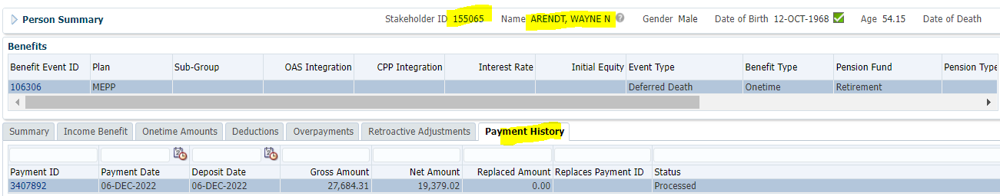 Person Summary Stakeholder ID 155065 Name ARENDT, WAYNE N Gender Male Date of Birth 12-OCT-1968 Age 54.15 Date of Death
Benefits
Benefit Event ID Plan Sub-Group OAS Integration CPP Integration Interest Rate Initial Equity Event Type Benefit Type Pension Fund Pension Type
106306 MEPP Deferred Death Onetime Retirement
Summary Income Benefit Onetime Amounts Deductions Overpayments Retroactive Adjustments Payment History
Payment ID Payment Date Deposit Date Gross Amount Net Amount Replaced Amount Replaces Payment ID Status
3407892 06-DEC-2022 06-DEC-2022 27,684.31 19,379.02 0.00 Processed